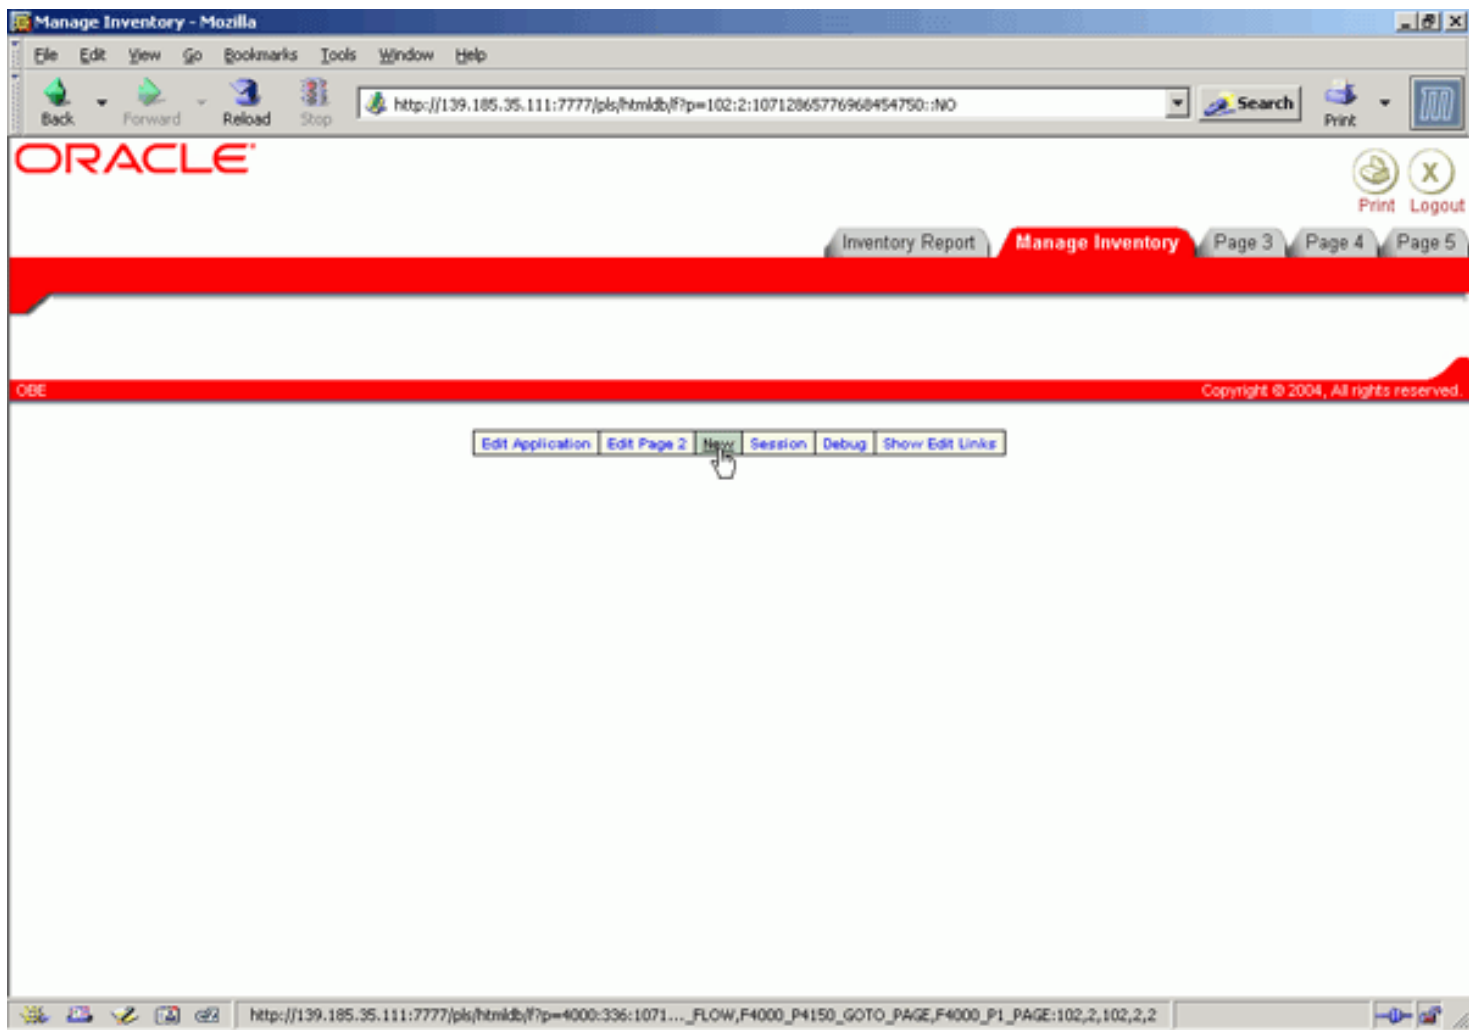 Manage Inventory - Mozilla
File Edit View Go Bookmarks Tools Window Help
Back Forward Reload Stop http://139.185.35.111:7777/pls/htmldb/f?p=102:2:10712865776968454750::NO Search Print
ORACLE
Print Logout
Inventory Report Manage Inventory Page 3 Page 4 Page 5
OBE Copyright © 2004, All rights reserved.
Edit Application Edit Page 2 New Session Debug Show Edit Links
http://139.185.35.111:7777/pls/htmldb/f?p=4000:336:1071..._FLOW,F4000_P4150_GOTO_PAGE,F4000_P1_PAGE:102,2,102,2,2